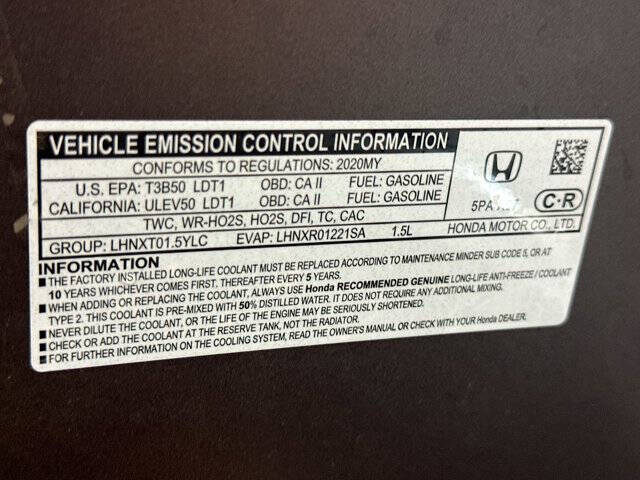 VEHICLE EMISSION CONTROL INFORMATION
CONFORMS TO REGULATIONS: 2020MY
U.S. EPA: T3B50 LDT1 OBD: CA II FUEL: GASOLINE
CALIFORNIA: ULEV50 LDT1 OBD: CA II FUEL: GASOLINE
TWC, WR-HO2S, HO2S, DFI, TC, CAC
GROUP: LHNXT01.5YLC EVAP: LHNXR01221SA 1.5L
5PA
C-R
HONDA MOTOR CO., LTD.
INFORMATION
■ THE FACTORY INSTALLED LONG-LIFE COOLANT MUST BE REPLACED ACCORDING TO MAINTENANCE MINDER SUB CODE 5, OR AT
10 YEARS WHICHEVER COMES FIRST. THEREAFTER EVERY 5 YEARS.
■ WHEN ADDING OR REPLACING THE COOLANT, ALWAYS USE Honda RECOMMENDED GENUINE LONG-LIFE ANTI-FREEZE / COOLANT
TYPE 2. THIS COOLANT IS PRE-MIXED WITH 50% DISTILLED WATER. IT DOES NOT REQUIRE ANY ADDITIONAL MIXING.
■ NEVER DILUTE THE COOLANT, OR THE LIFE OF THE ENGINE MAY BE SERIOUSLY SHORTENED.
■ CHECK AND ADD THE COOLANT AT THE RESERVE TANK, NOT THE RADIATOR.
■ FOR FURTHER INFORMATION ON THE COOLING SYSTEM, READ THE OWNER'S MANUAL OR CHECK WITH YOUR Honda DEALER.